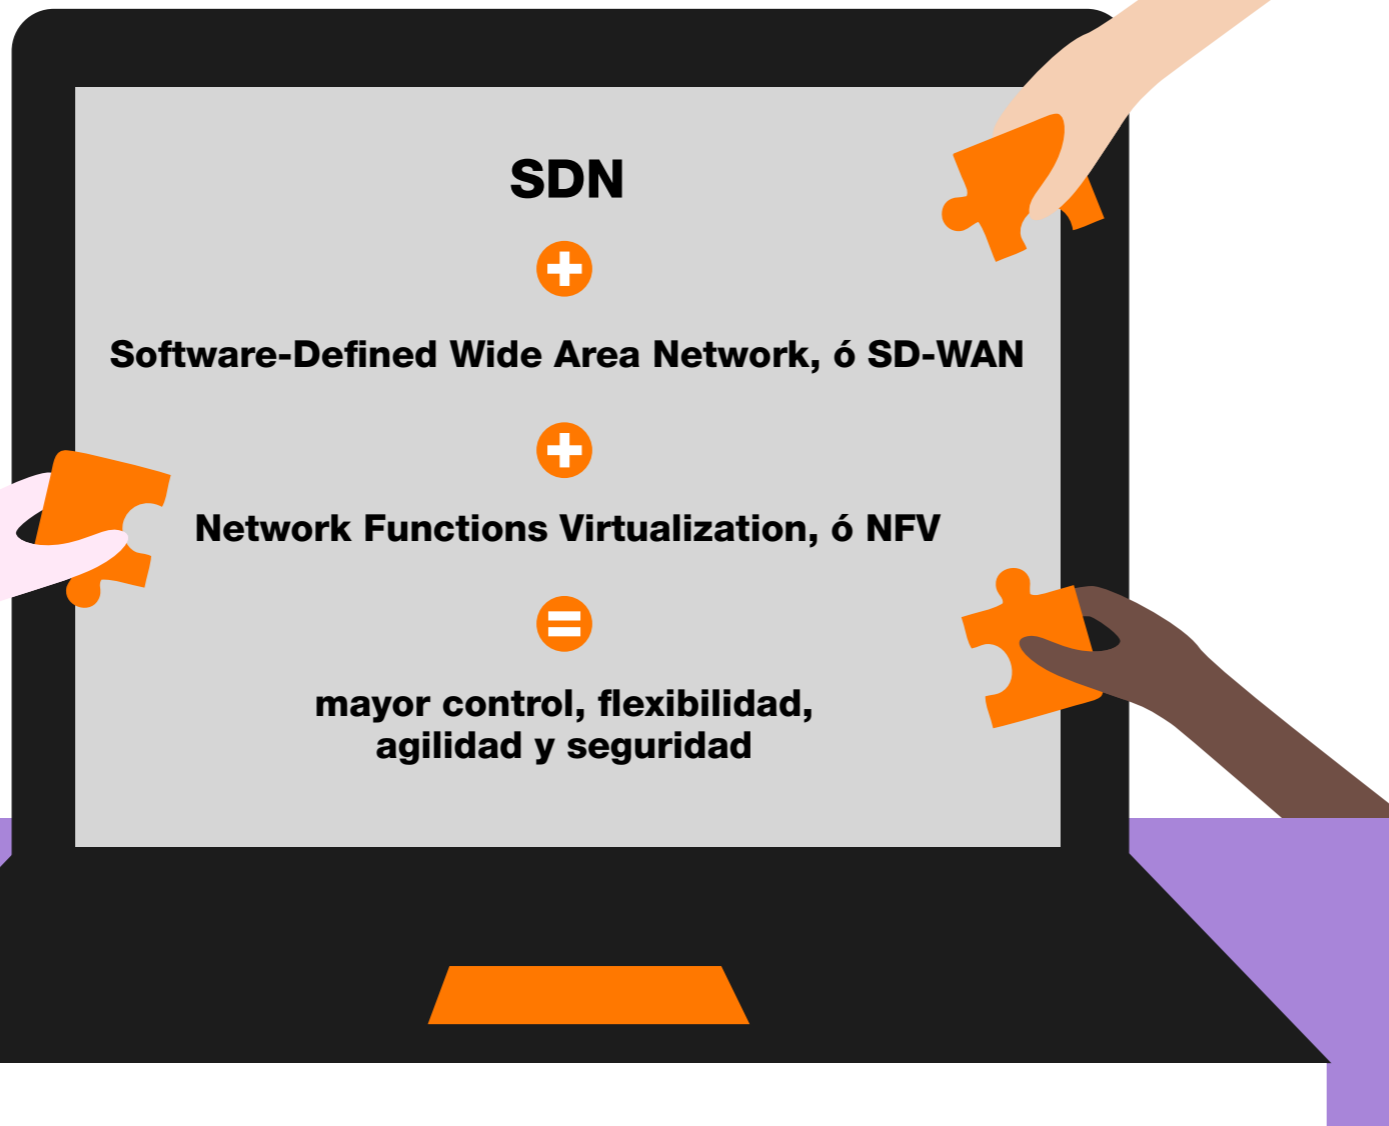 SDN
Software-Defined Wide Area Network, ó SD-WAN
Network Functions Virtualization, ó NFV
mayor control, flexibilidad,
agilidad y seguridad